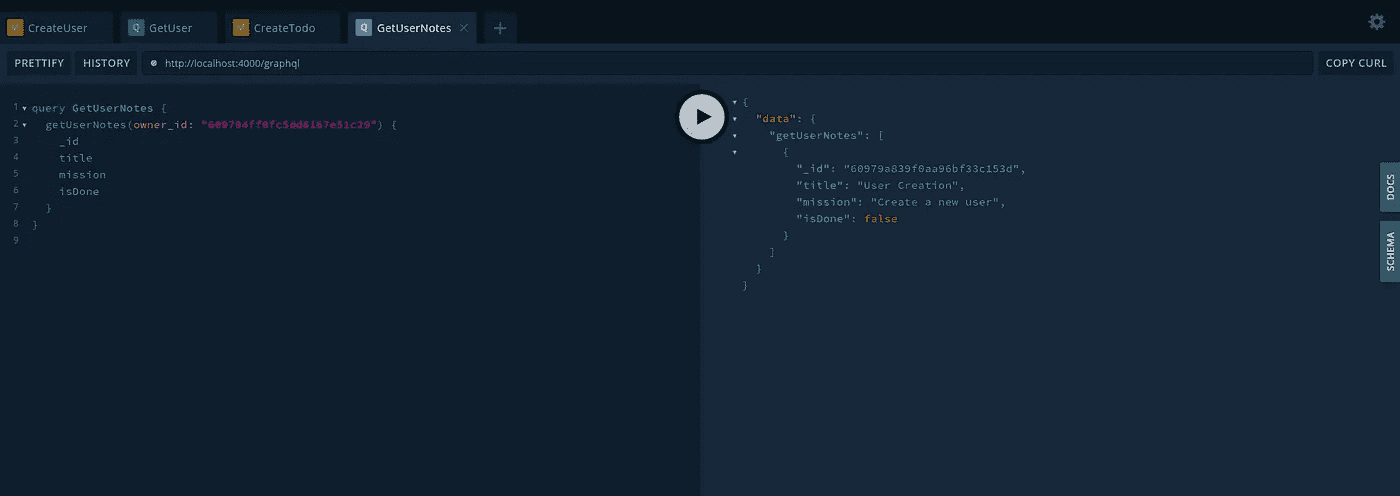 CreateUser
Q GetUser
CreateTodo
Q GetUserNotes ×
+
PRETTIFY
HISTORY
http://localhost:4000/graphql
COPY CURL
1 query GetUserNotes {
2 getUserNotes(owner_id: ") {
3 _id
4 title
5 mission
6 isDone
7 }
8 }
9
{
"data": {
"getUserNotes": [
{
"_id": "60979a839f0aa96bf33c153d",
"title": "User Creation",
"mission": "Create a new user",
"isDone": false
}
]
}
}
DOCS
SCHEMA